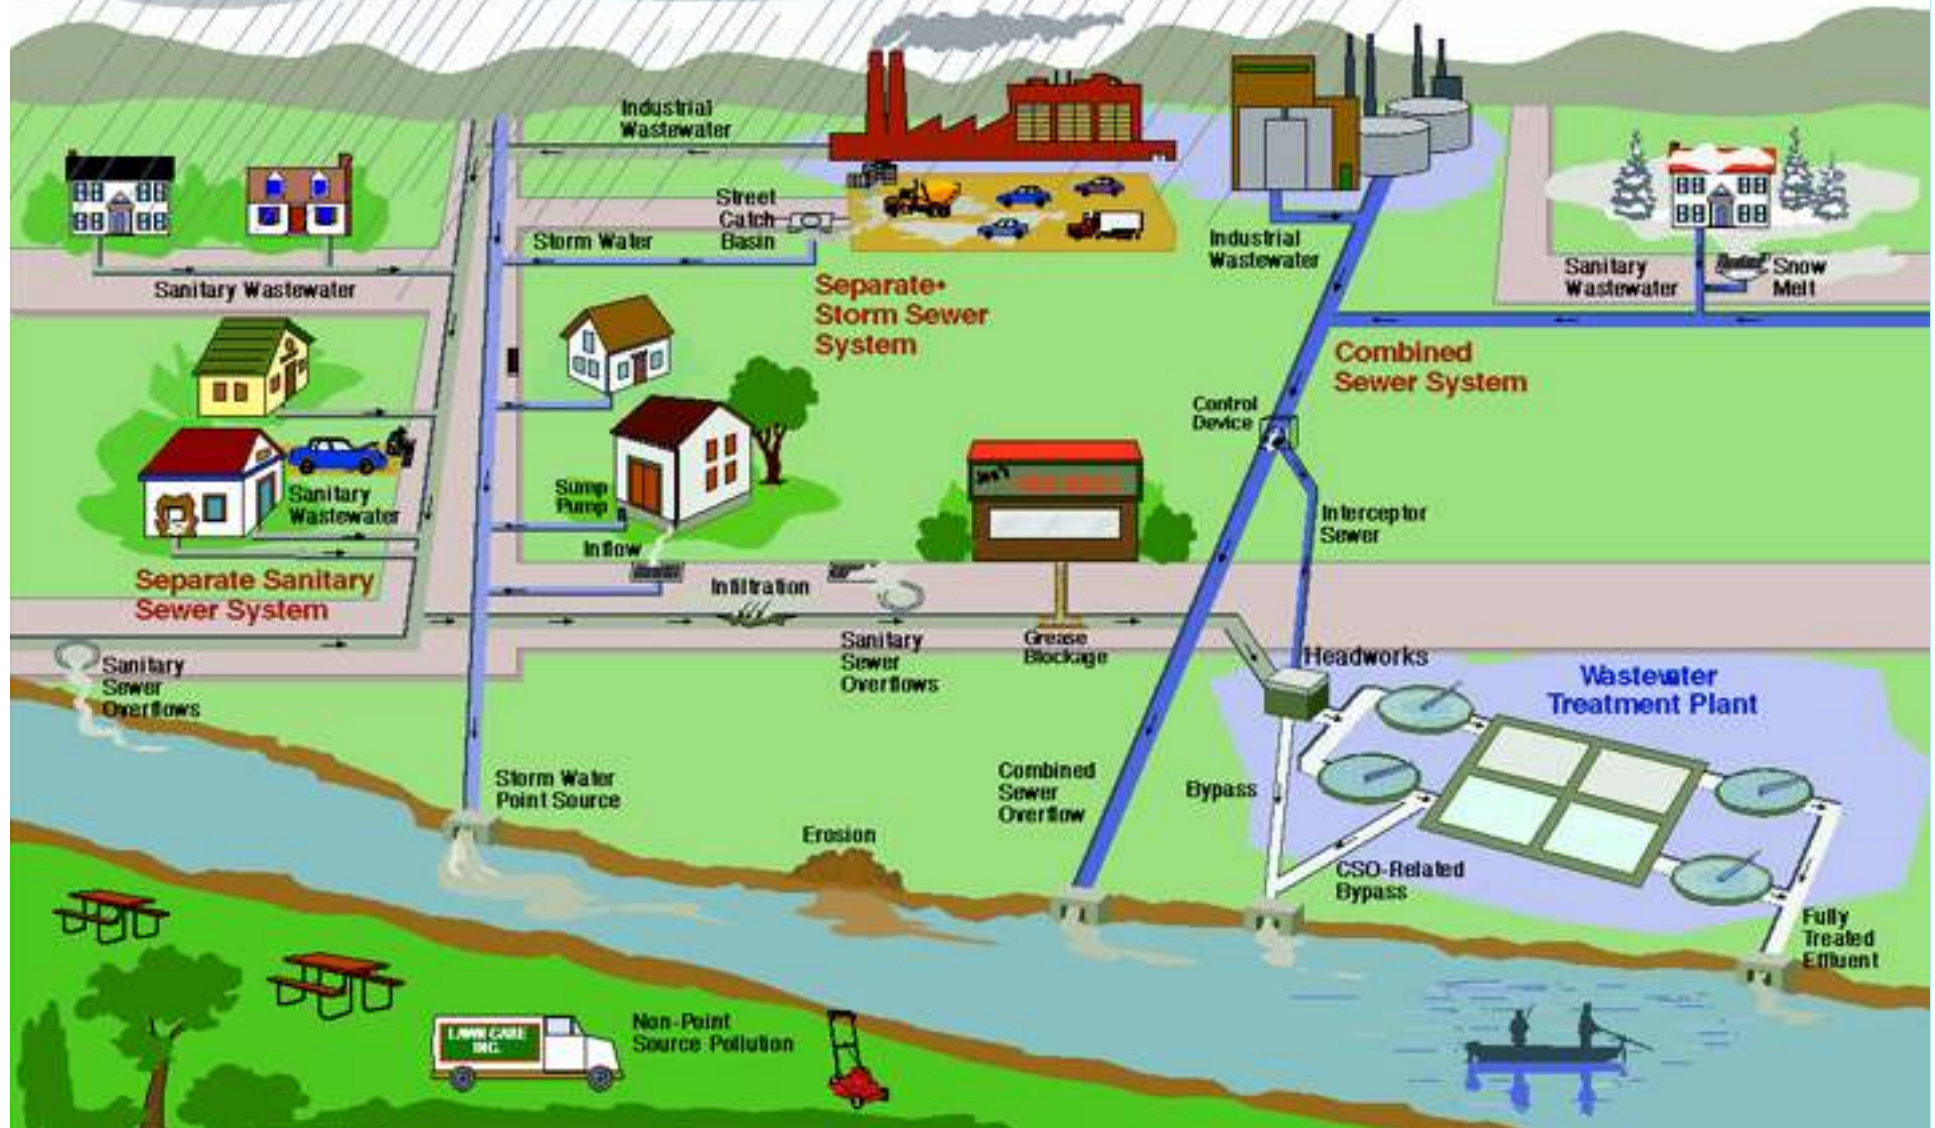 Industrial
Wastewater
Street
Catch
Basin
Storm Water
Sanitary Wastewater
Separate•
Storm Sewer
System
Industrial
Wastewater
Sanitary
Wastewater
Snow
Melt
Combined
Sewer System
Control
Device
Sanitary
Wastewater
Sump
Pump
Inflow
Infiltration
Interceptor
Sewer
Separate Sanitary
Sewer System
Sanitary
Sewer
Overflows
Sanitary
Sewer
Overflows
Grease
Blockage
Headworks
Wastewater
Treatment Plant
Storm Water
Point Source
Erosion
Combined
Sewer
Overflow
Bypass
CSO-Related
Bypass
Fully
Treated
Effluent
LAWN CARE
INC.
Non-Point
Source Pollution